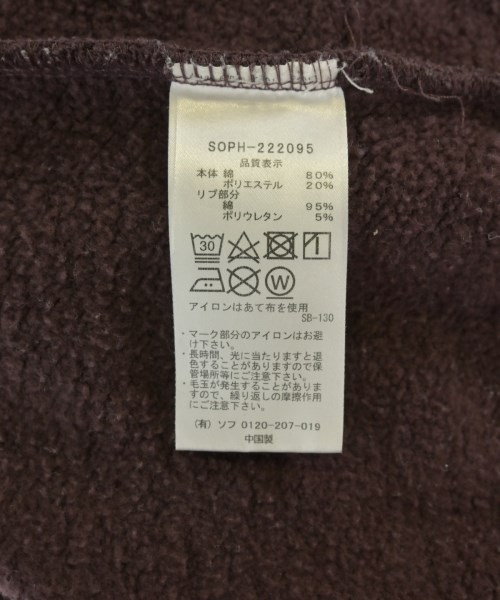 SOPH-222095
品質表示
本体 綿 80%
ポリエステル 20%
リブ部分
綿 95%
ポリウレタン 5%
30
W
アイロンはあて布を使用
SB-130
・マーク部分のアイロンはお避
け下さい。
・長時間、光に当たりますと退
色することがありますので保
管場所等にご注意下さい。
・毛玉が発生することがありま
すので、繰り返しの摩擦作用
にご注意下さい。
(有) ソフ 0120-207-019
中国製